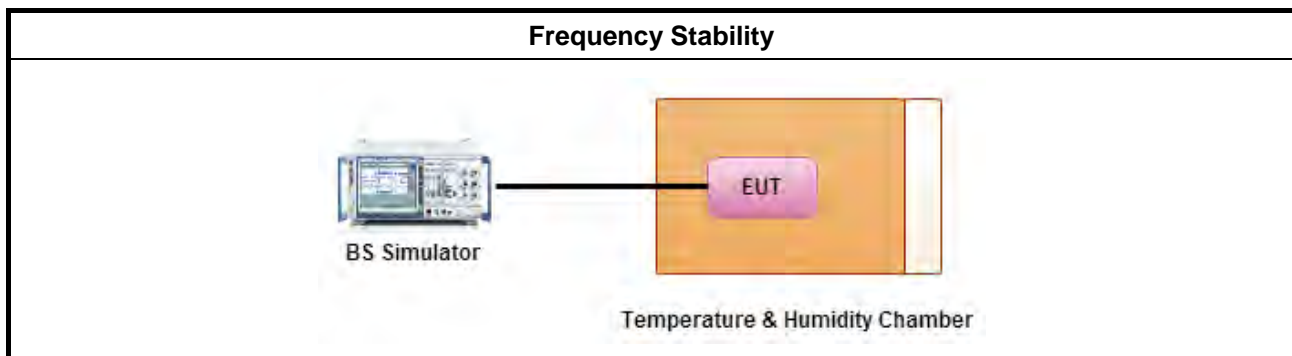 Frequency Stability
EUT
BS Simulator
Temperature & Humidity Chamber